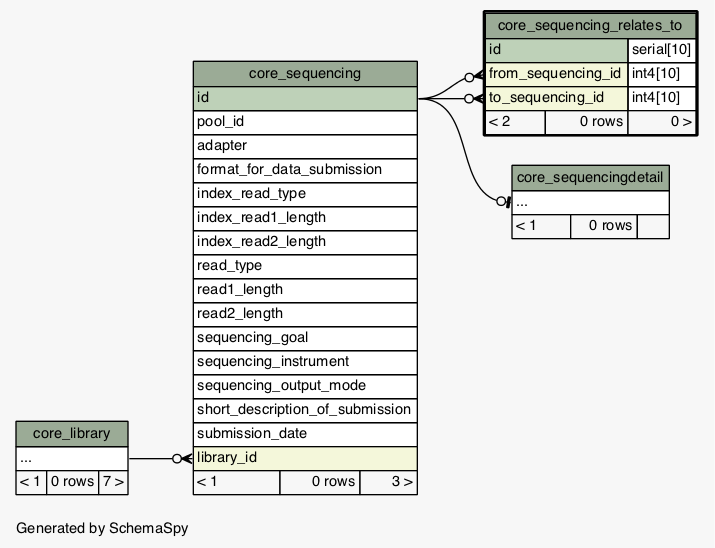 core_sequencing_relates_to
id serial[10]
from_sequencing_id int4[10]
to_sequencing_id int4[10]
< 2 0 rows 0 >
core_sequencing
id
pool_id
adapter
format_for_data_submission
index_read_type
index_read1_length
index_read2_length
read_type
read1_length
read2_length
sequencing_goal
sequencing_instrument
sequencing_output_mode
short_description_of_submission
submission_date
library_id
< 1 0 rows 3 >
core_sequencingdetail
...
< 1 0 rows
core_library
...
< 1 0 rows 7 >
Generated by SchemaSpy